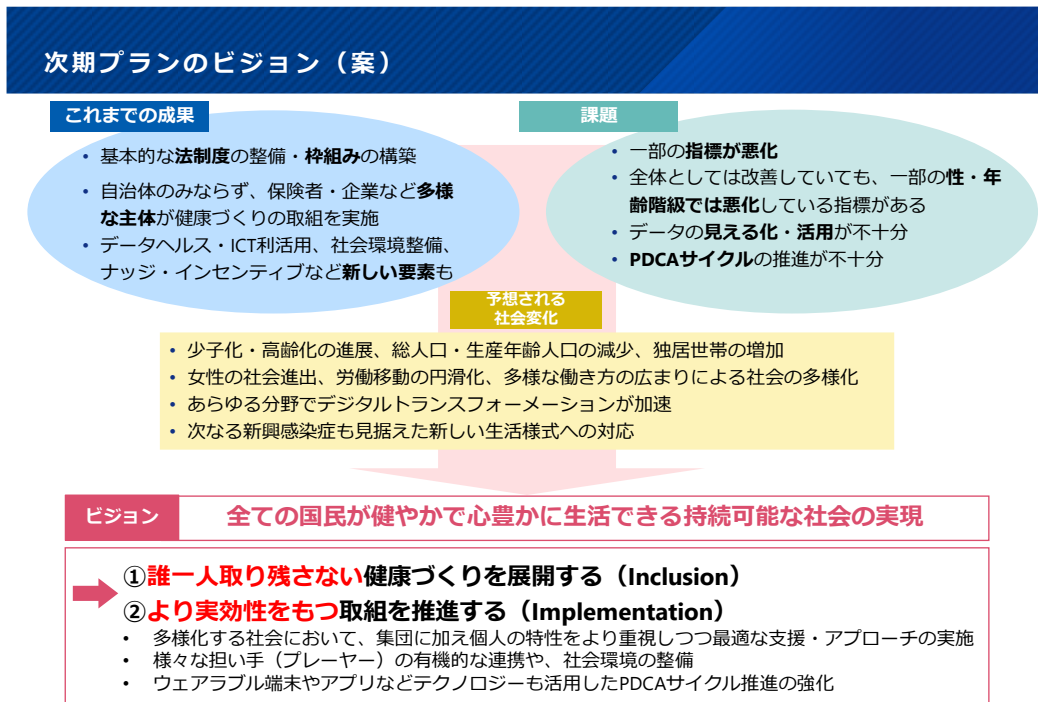 次期プランのビジョン（案）
これまでの成果
• 基本的な法制度の整備・枠組みの構築
• 自治体のみならず、保険者・企業など多様
な主体が健康づくりの取組を実施
• データヘルス・ICT利活用、社会環境整備、
ナッジ・インセンティブなど新しい要素も
課題
• 一部の指標が悪化
• 全体としては改善していても、一部の性・年
齢階級では悪化している指標がある
• データの見える化・活用が不十分
• PDCAサイクルの推進が不十分
予想される
社会変化
• 少子化・高齢化の進展、総人口・生産年齢人口の減少、独居世帯の増加
• 女性の社会進出、労働移動の円滑化、多様な働き方の広まりによる社会の多様化
• あらゆる分野でデジタルトランスフォーメーションが加速
• 次なる新興感染症も見据えた新しい生活様式への対応
ビジョン
全ての国民が健やかで心豊かに生活できる持続可能な社会の実現
①誰一人取り残さない健康づくりを展開する（Inclusion）
②より実効性をもつ取組を推進する（Implementation）
• 多様化する社会において、集団に加え個人の特性をより重視しつつ最適な支援・アプローチの実施
• 様々な担い手（プレーヤー）の有機的な連携や、社会環境の整備
• ウェアラブル端末やアプリなどテクノロジーも活用したPDCAサイクル推進の強化